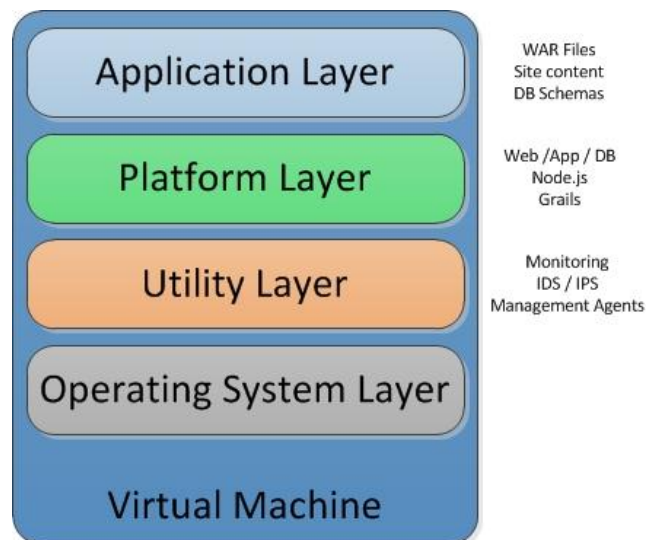 Application Layer
WAR Files
Site content
DB Schemas
Platform Layer
Web /App / DB
Node.js
Grails
Utility Layer
Monitoring
IDS / IPS
Management Agents
Operating System Layer
Virtual Machine